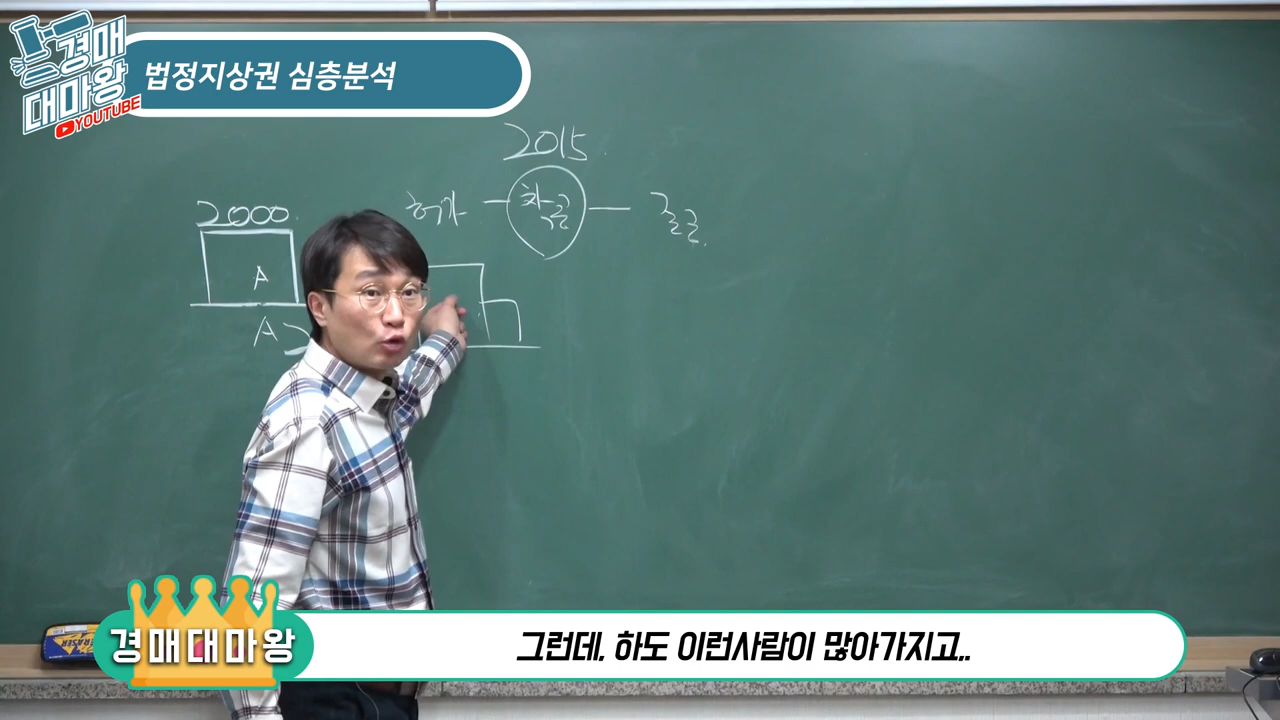 경매
대마왕
YOUTUBE
법정지상권 심층분석
2015
허가 — 착공 —
2000
A
A
ERASER
경매대마왕
그런데, 하도 이런사람이 많아가지고..